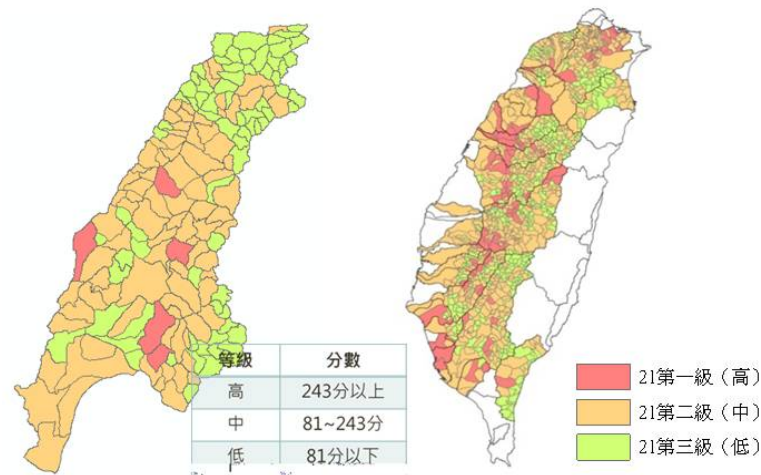 等級 分數
高 243分以上
中 81~243分
低 81分以下
21第一級（高）
21第二級（中）
21第三級（低）